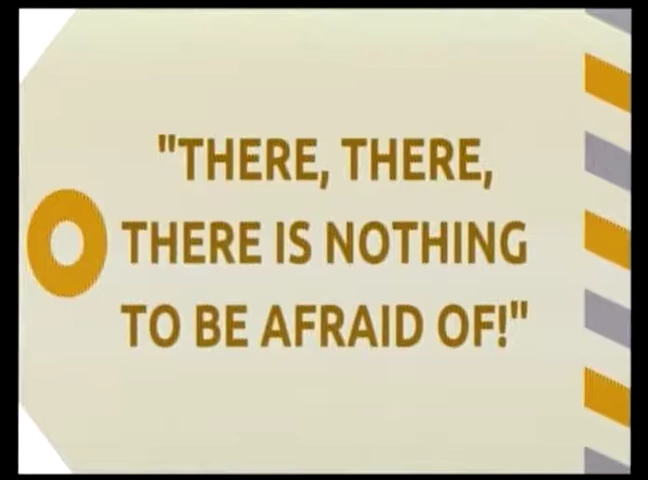 "THERE, THERE,
THERE IS NOTHING
TO BE AFRAID OF!"